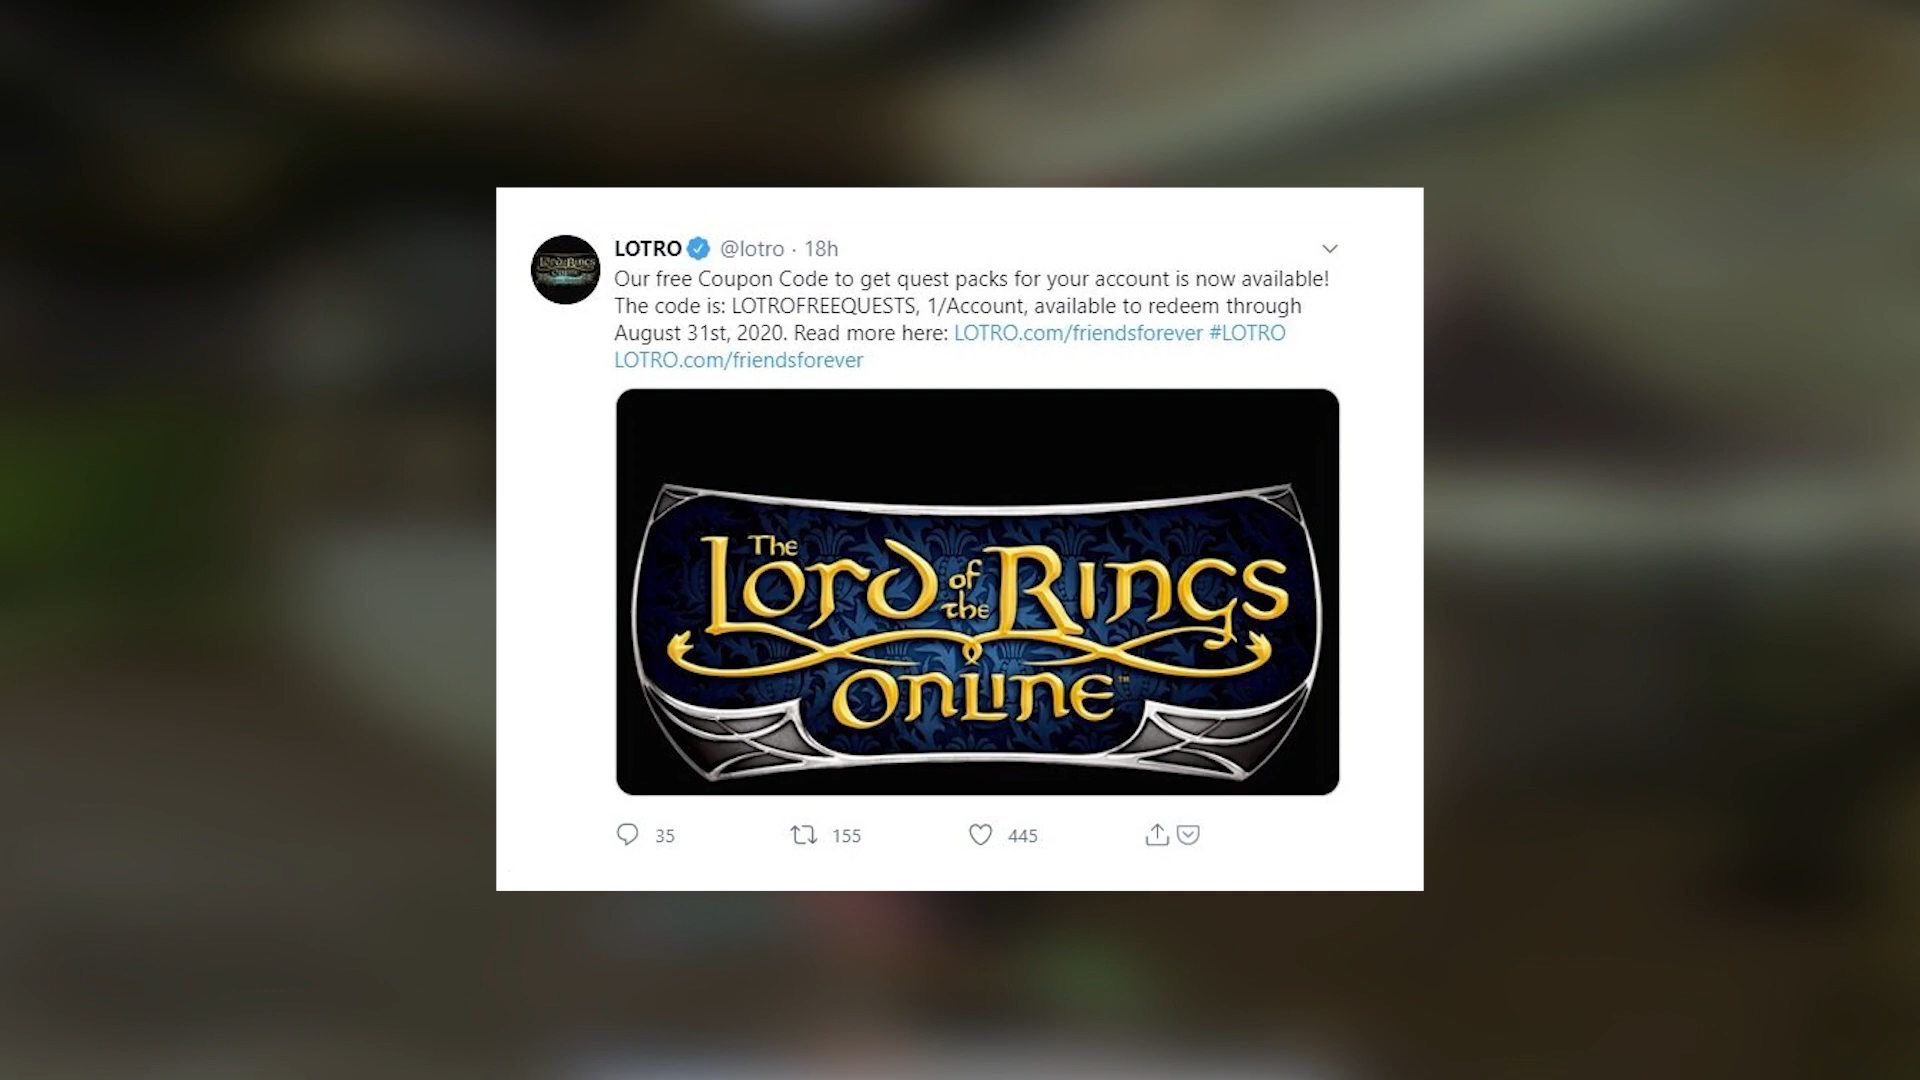 LOTRO @lotro · 18h
Our free Coupon Code to get quest packs for your account is now available!
The code is: LOTROFREEQUESTS, 1/Account, available to redeem through
August 31st, 2020. Read more here: LOTRO.com/friendsforever #LOTRO
LOTRO.com/friendsforever
The
Lord of the Rings
Online™
35 155 445